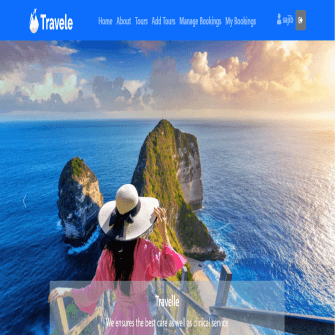 Travele
Home About Tours Add Tours Manage Bookings My Bookings
sajib
Travelle
We ensures the best care as well as clinical service